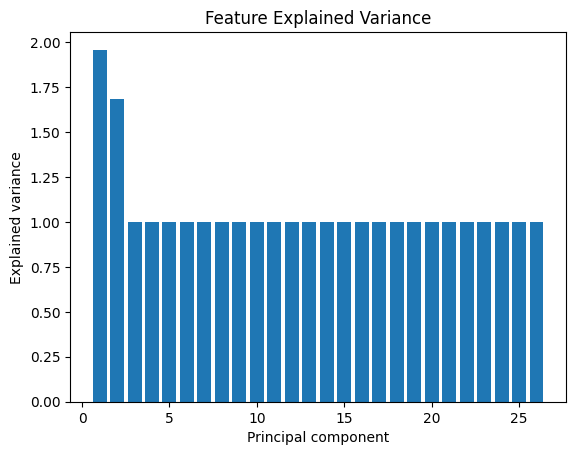 Feature Explained Variance
Explained variance
2.00
1.75
1.50
1.25
1.00
0.75
0.50
0.25
0.00
0 5 10 15 20 25
Principal component